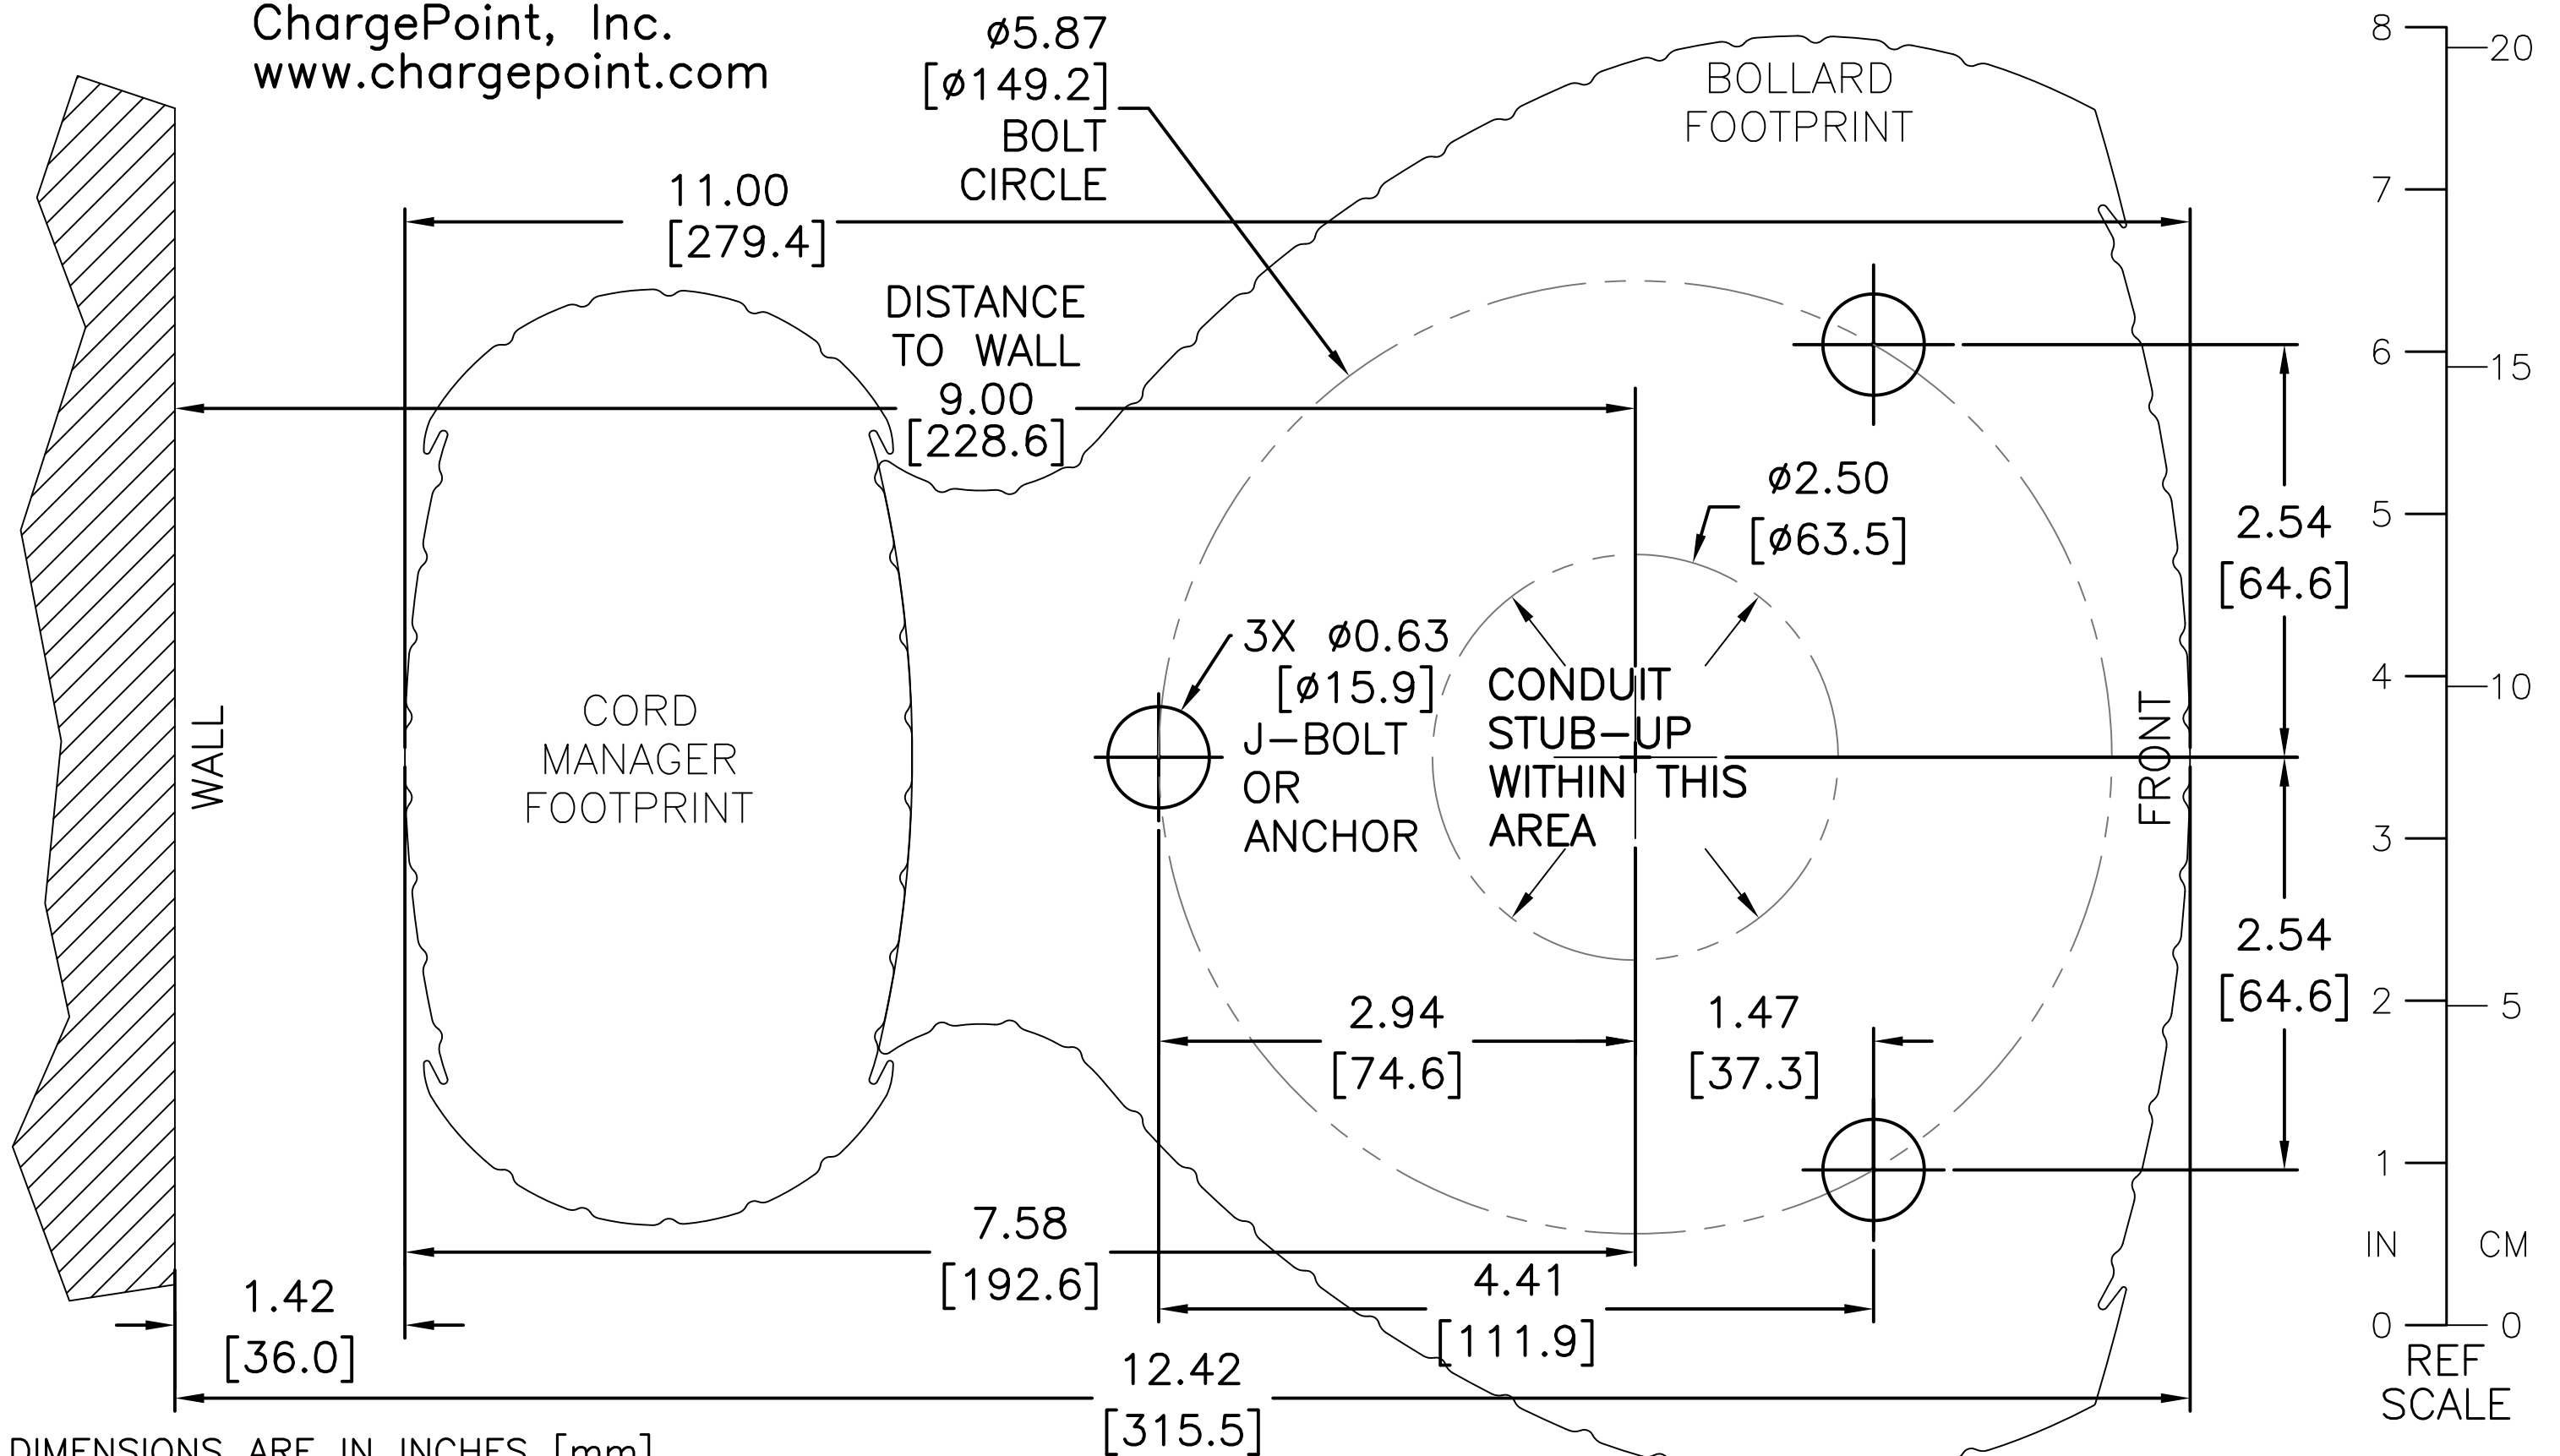 ChargePoint, Inc.
www.chargepoint.com
ø5.87
[ø149.2]
BOLT
CIRCLE
BOLLARD
FOOTPRINT
11.00
[279.4]
DISTANCE
TO WALL
9.00
[228.6]
ø2.50
[ø63.5]
2.54
[64.6]
3X ø0.63
[ø15.9]
J-BOLT
OR
ANCHOR
CONDUIT
STUB-UP
WITHIN THIS
AREA
WALL
CORD
MANAGER
FOOTPRINT
FRONT
2.54
[64.6]
2.94
[74.6]
1.47
[37.3]
7.58
[192.6]
4.41
[111.9]
1.42
[36.0]
12.42
[315.5]
8
7
6
5
4
3
2
1
IN
0
20
15
10
5
CM
0
REF
SCALE
DIMENSIONS ARE IN INCHES [mm]